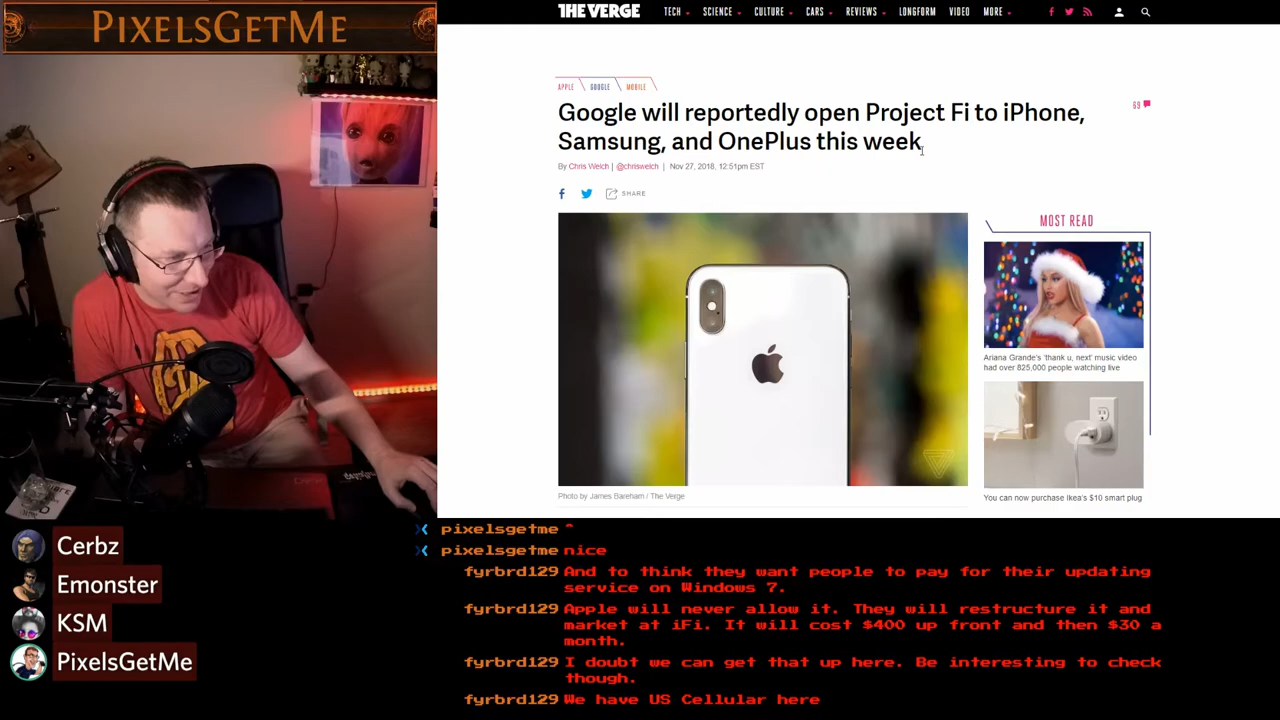 PIXELSGETME
THE VERGE
TECH SCIENCE CULTURE CARS REVIEWS LONGFORM VIDEO MORE
APPLE GOOGLE MOBILE
Google will reportedly open Project Fi to iPhone,
Samsung, and OnePlus this week
69
By Chris Welch | @chriswelch | Nov 27, 2018, 12:51pm EST
SHARE
MOST READ
Ariana Grande's 'thank u, next' music video
had over 825,000 people watching live
You can now purchase Ikea's $10 smart plug
Photo by James Bareham / The Verge
Cerbz
Emonster
KSM
PixelsGetMe
pixelsgetme ^
pixelsgetme nice
fyrbrd129 And to think they want people to pay for their updating
service on Windows 7.
fyrbrd129 Apple will never allow it. They will restructure it and
market at iFi. It will cost $400 up front and then $30 a
month.
fyrbrd129 I doubt we can get that up here. Be interesting to check
though.
fyrbrd129 We have US Cellular here